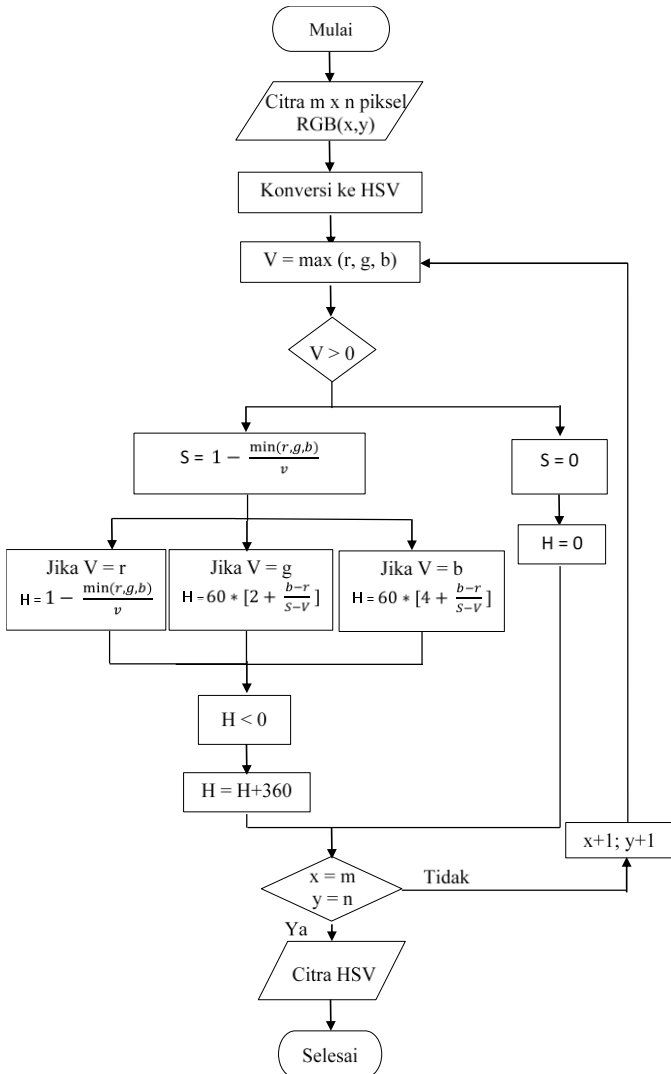 Mulai
Citra m x n piksel
RGB(x,y)
Konversi ke HSV
V = max (r, g, b)
V > 0
S = 1 − min(r,g,b)/v
S = 0
H = 0
Jika V = r
H = 1 − min(r,g,b)/v
Jika V = g
H = 60 * [2 + b−r/S−V]
Jika V = b
H = 60 * [4 + b−r/S−V]
H < 0
H = H+360
x+1; y+1
x = m
y = n
Tidak
Ya
Citra HSV
Selesai